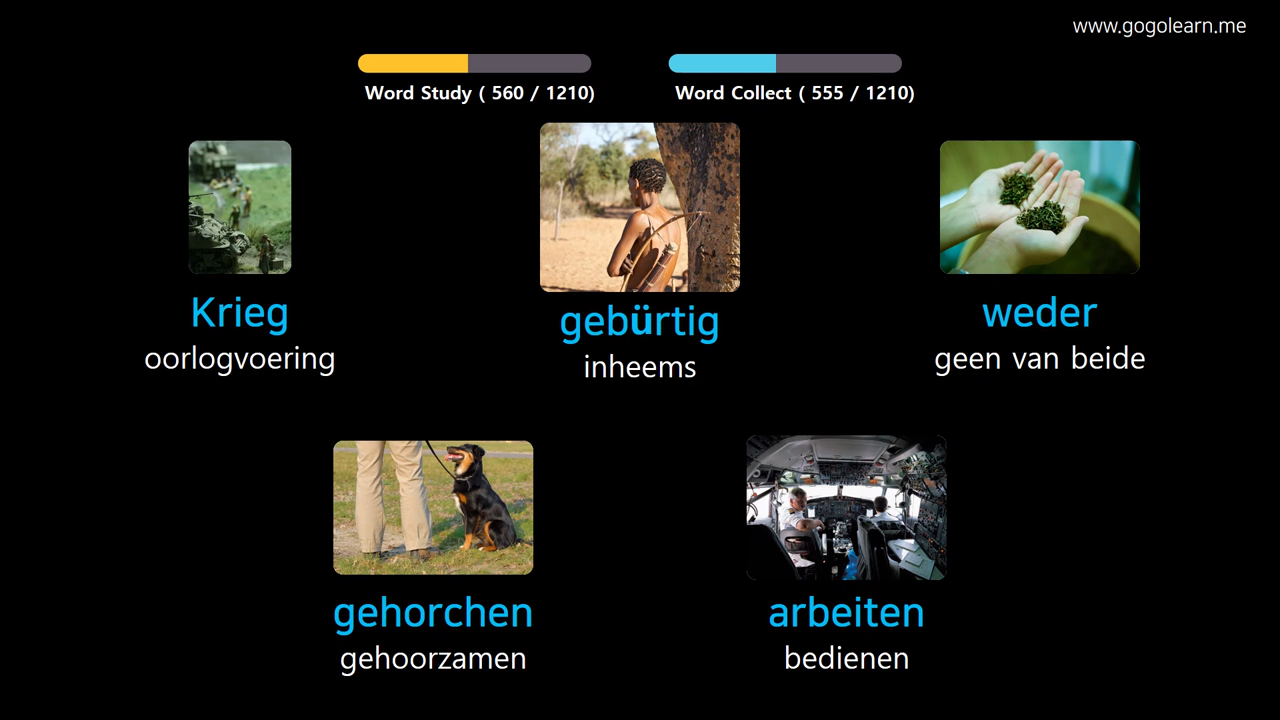 www.gogolearn.me
Word Study ( 560 / 1210)
Word Collect ( 555 / 1210)
Krieg
oorlogvoering
gebürtig
inheems
weder
geen van beide
gehorchen
gehoorzamen
arbeiten
bedienen